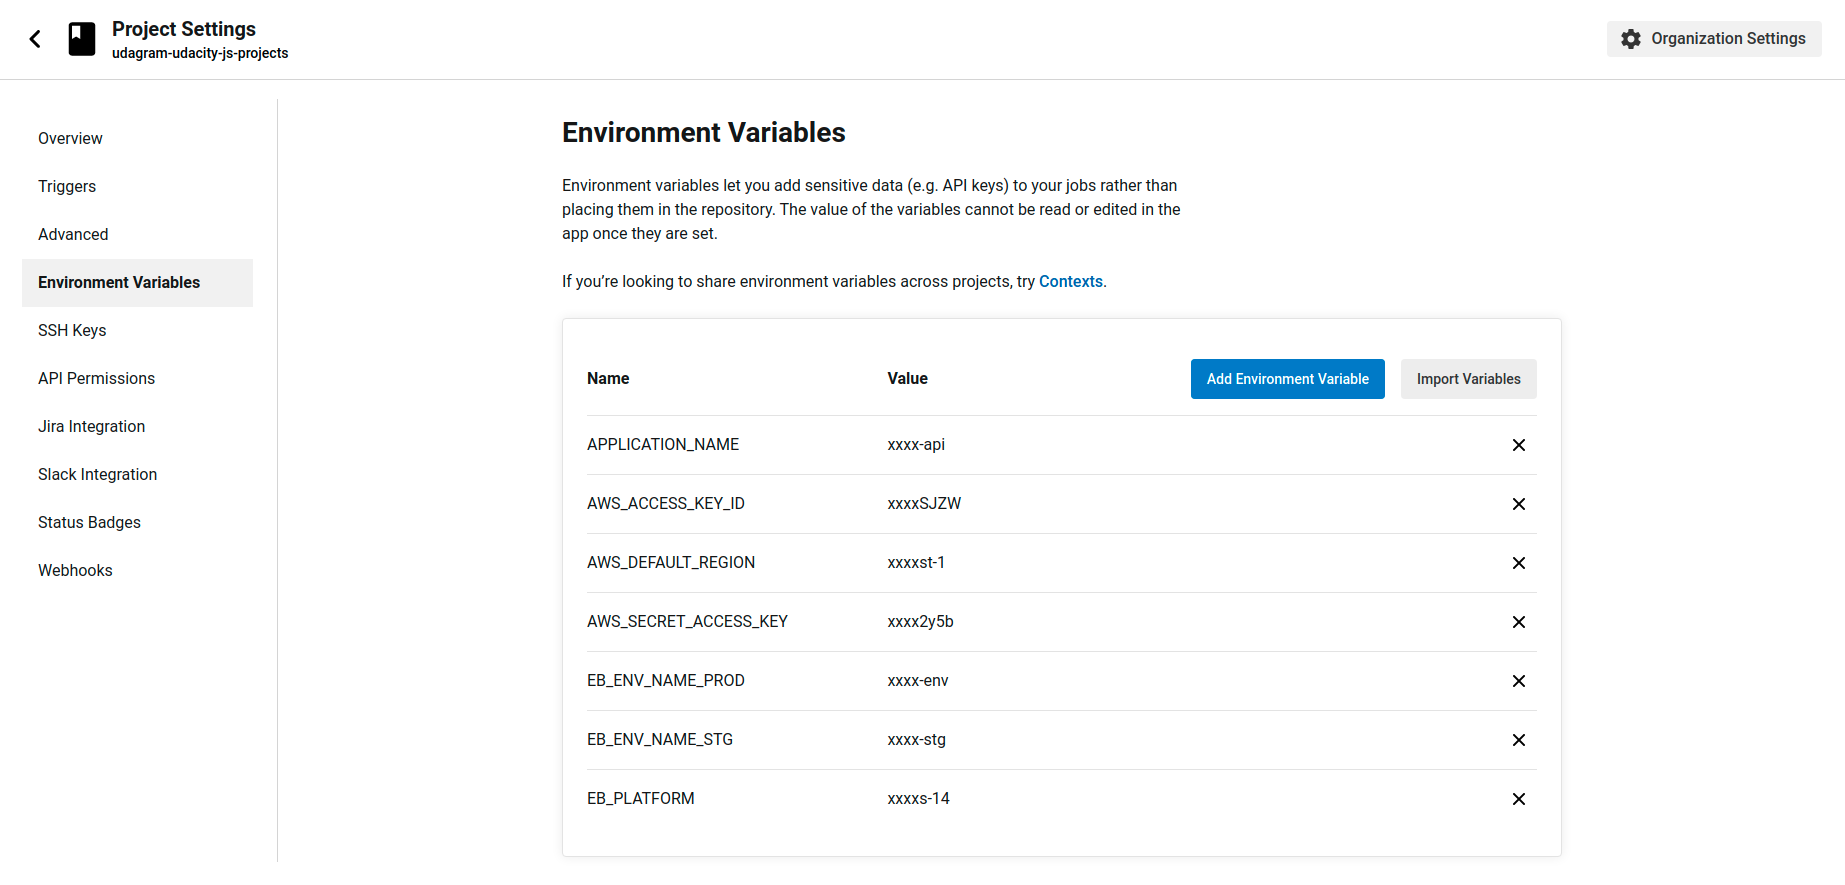 Project Settings
udagram-udacity-js-projects
Organization Settings
Overview
Triggers
Advanced
Environment Variables
SSH Keys
API Permissions
Jira Integration
Slack Integration
Status Badges
Webhooks
Environment Variables
Environment variables let you add sensitive data (e.g. API keys) to your jobs rather than
placing them in the repository. The value of the variables cannot be read or edited in the
app once they are set.
If you’re looking to share environment variables across projects, try Contexts.
Name Value Add Environment Variable Import Variables
APPLICATION_NAME xxxx-api
AWS_ACCESS_KEY_ID xxxxSJZW
AWS_DEFAULT_REGION xxxxst-1
AWS_SECRET_ACCESS_KEY xxxx2y5b
EB_ENV_NAME_PROD xxxx-env
EB_ENV_NAME_STG xxxx-stg
EB_PLATFORM xxxxs-14